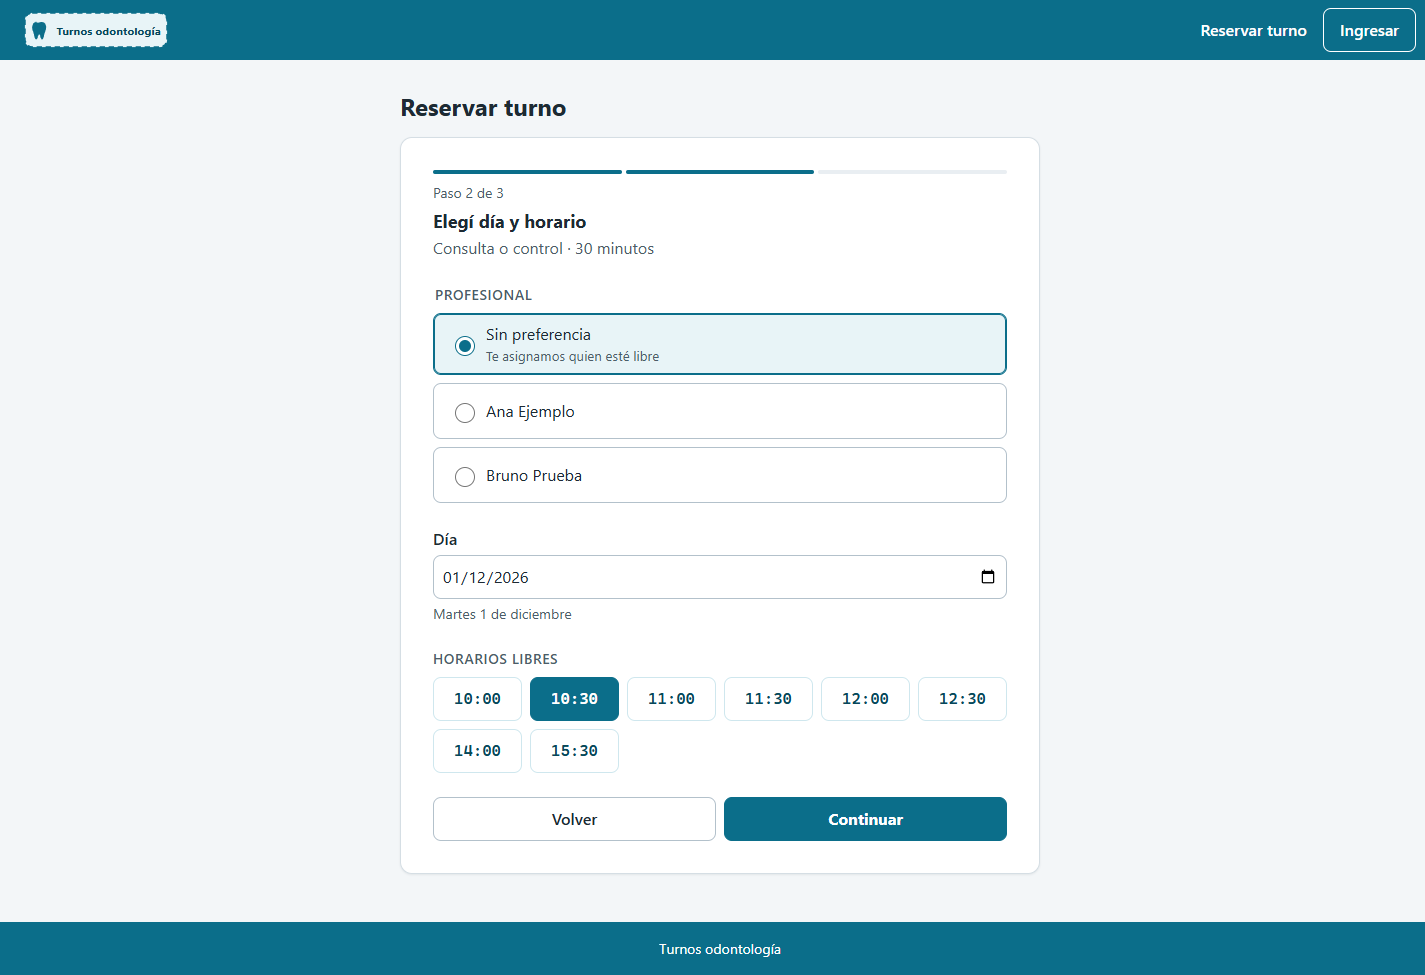 Turnos odontología
Reservar turno
Ingresar
Reservar turno
Paso 2 de 3
Elegí día y horario
Consulta o control · 30 minutos
PROFESIONAL
Sin preferencia
Te asignamos quien esté libre
Ana Ejemplo
Bruno Prueba
Día
01/12/2026
Martes 1 de diciembre
HORARIOS LIBRES
10:00 10:30 11:00 11:30 12:00 12:30
14:00 15:30
Volver
Continuar
Turnos odontología